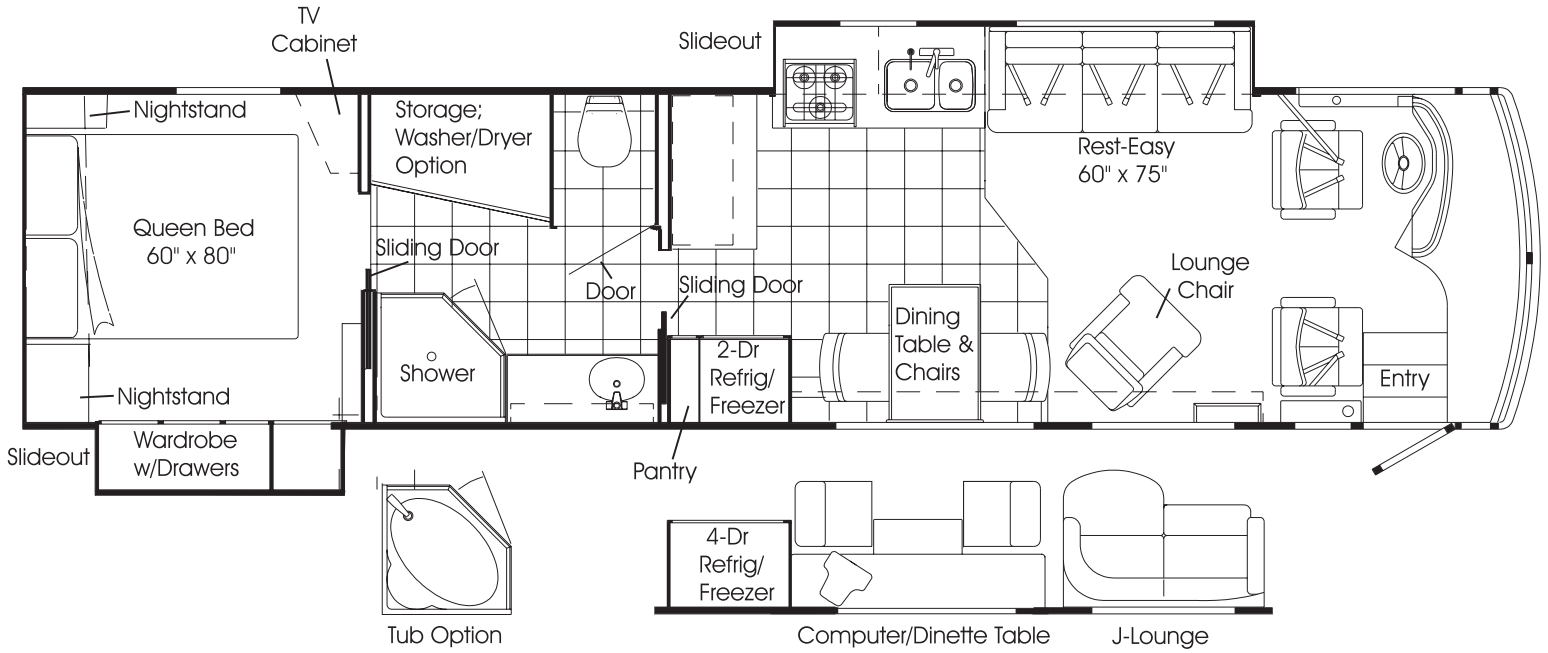 TV
Cabinet
Slideout
Nightstand
Storage;
Washer/Dryer
Option
Rest-Easy
60" x 75"
Queen Bed
60" x 80"
Sliding Door
Door
Sliding Door
Lounge
Chair
Dining
Table &
Chairs
2-Dr
Refrig/
Freezer
Shower
Entry
Nightstand
Slideout
Wardrobe
w/Drawers
Pantry
4-Dr
Refrig/
Freezer
Tub Option
Computer/Dinette Table
J-Lounge